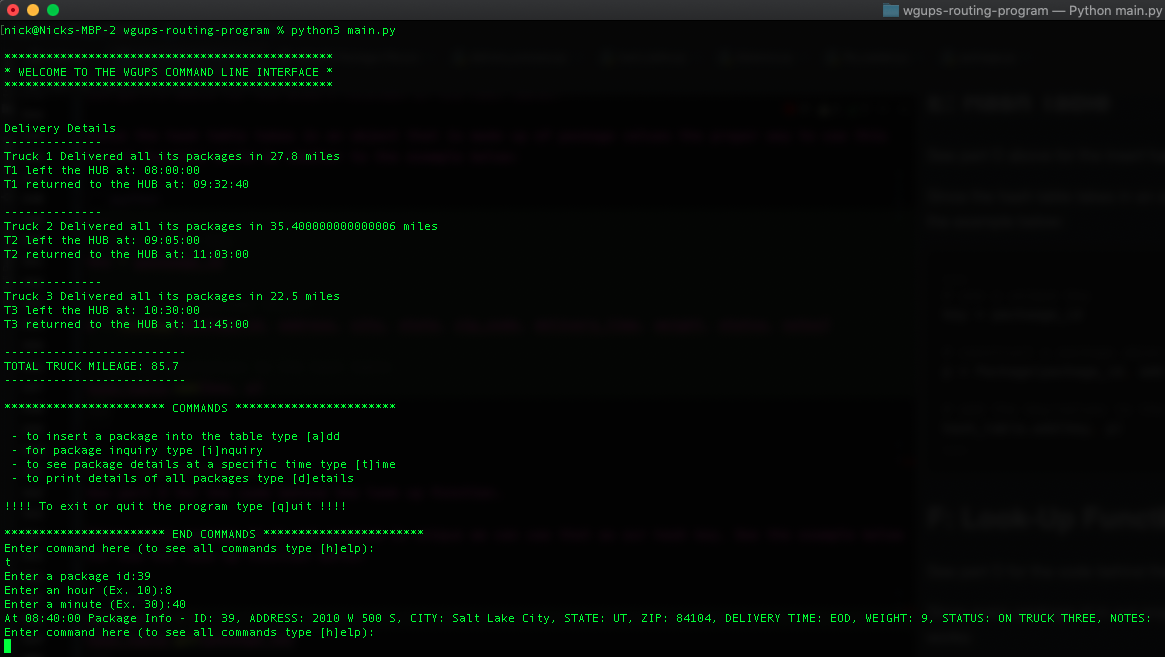 wgups-routing-program — Python main.py
[nick@Nicks-MBP-2 wgups-routing-program % python3 main.py
***********************************************
* WELCOME TO THE WGUPS COMMAND LINE INTERFACE *
***********************************************
Delivery Details
--------------
Truck 1 Delivered all its packages in 27.8 miles
T1 left the HUB at: 08:00:00
T1 returned to the HUB at: 09:32:40
--------------
Truck 2 Delivered all its packages in 35.400000000000006 miles
T2 left the HUB at: 09:05:00
T2 returned to the HUB at: 11:03:00
--------------
Truck 3 Delivered all its packages in 22.5 miles
T3 left the HUB at: 10:30:00
T3 returned to the HUB at: 11:45:00
--------------------------
TOTAL TRUCK MILEAGE: 85.7
--------------------------
*********************** COMMANDS ***********************
- to insert a package into the table type [a]dd
- for package inquiry type [i]nquiry
- to see package details at a specific time type [t]ime
- to print details of all packages type [d]etails
!!!! To exit or quit the program type [q]uit !!!!
*********************** END COMMANDS ***********************
Enter command here (to see all commands type [h]elp):
t
Enter a package id:39
Enter an hour (Ex. 10):8
Enter a minute (Ex. 30):40
At 08:40:00 Package Info - ID: 39, ADDRESS: 2010 W 500 S, CITY: Salt Lake City, STATE: UT, ZIP: 84104, DELIVERY TIME: EOD, WEIGHT: 9, STATUS: ON TRUCK THREE, NOTES:
Enter command here (to see all commands type [h]elp):